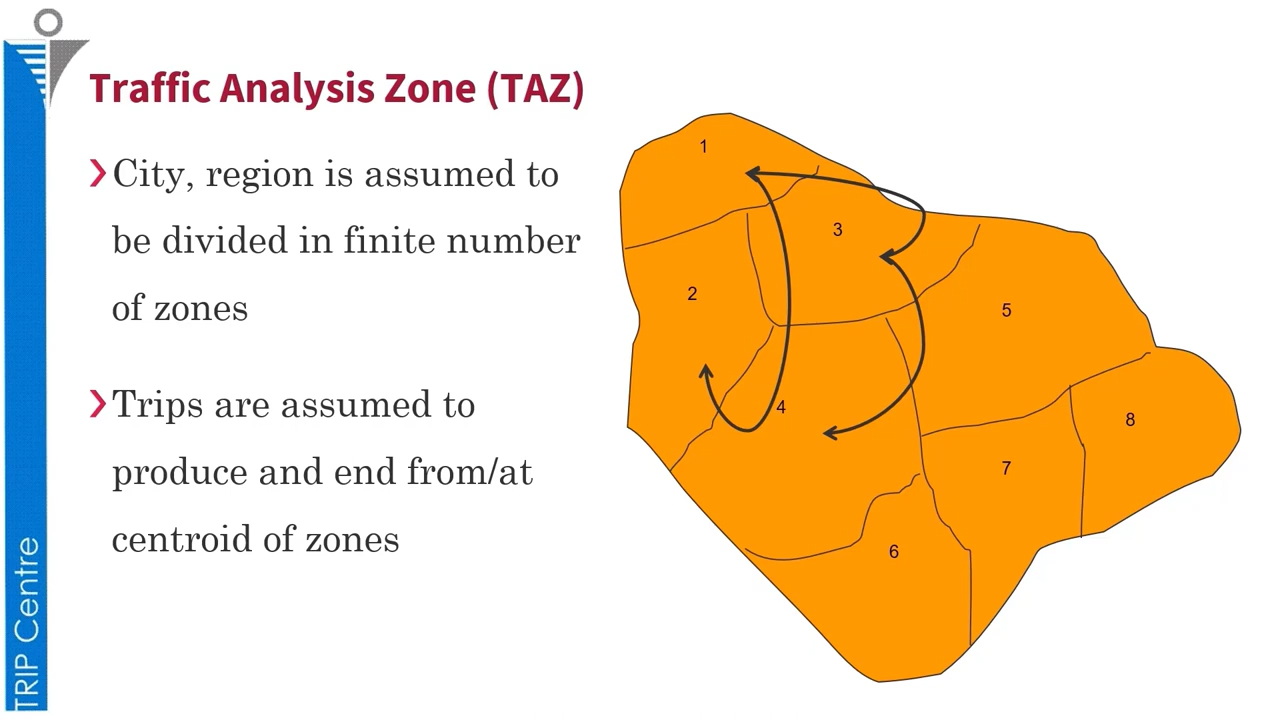 Traffic Analysis Zone (TAZ)
City, region is assumed to
be divided in finite number
of zones
Trips are assumed to
produce and end from/at
centroid of zones
TRIP Centre
1
3
2
5
4
8
7
6